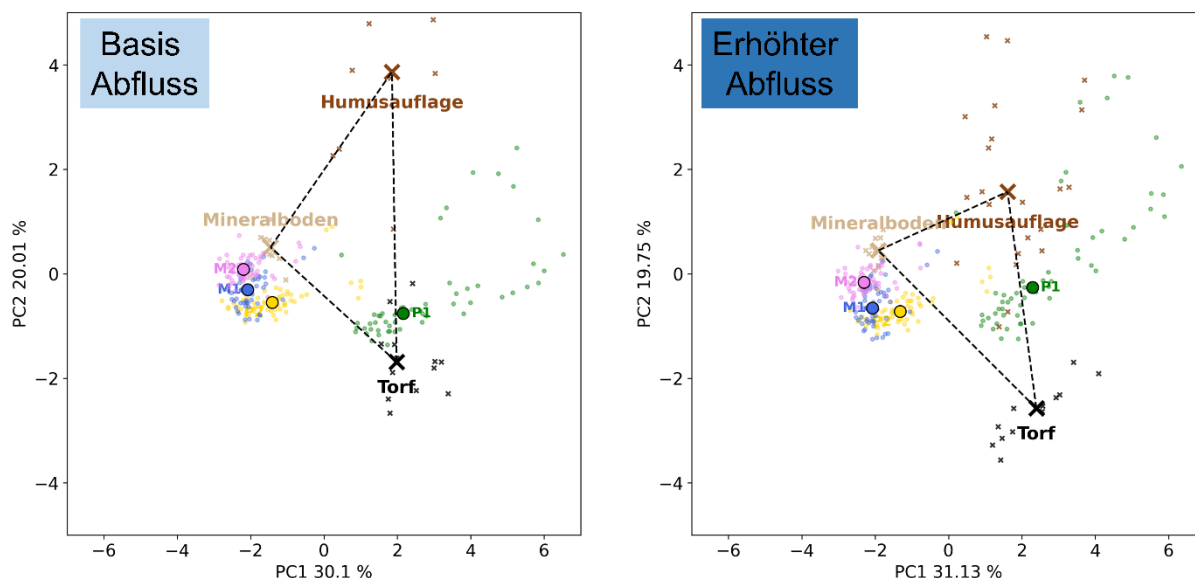 Basis
Abfluss
4
2
0
−2
−4
PC2 20.01 %
Humusauflage
Mineralboden
M2
M1
P1
Torf
−6
−4
−2
0
2
4
6
PC1 30.1 %
Erhöhter
Abfluss
4
2
0
−2
−4
PC2 19.75 %
Mineralboden
Humusauflage
M2
M1
P1
Torf
−6
−4
−2
0
2
4
6
PC1 31.13 %